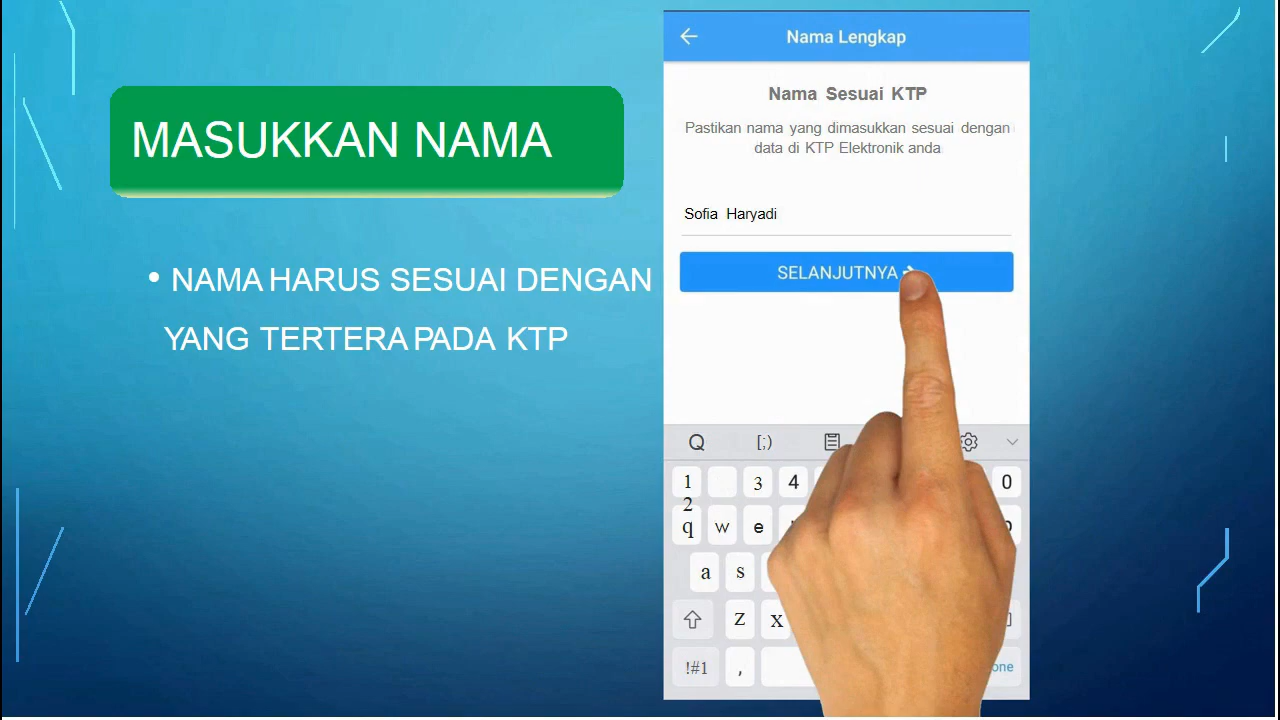 MASUKKAN NAMA
• NAMA HARUS SESUAI DENGAN
YANG TERTERA PADA KTP
Nama Lengkap
Nama Sesuai KTP
Pastikan nama yang dimasukkan sesuai dengan
data di KTP Elektronik anda
Sofia Haryadi
SELANJUTNYA
Q [;)
1 3 4 0
2
q w e
a s
z x
!#1 ,